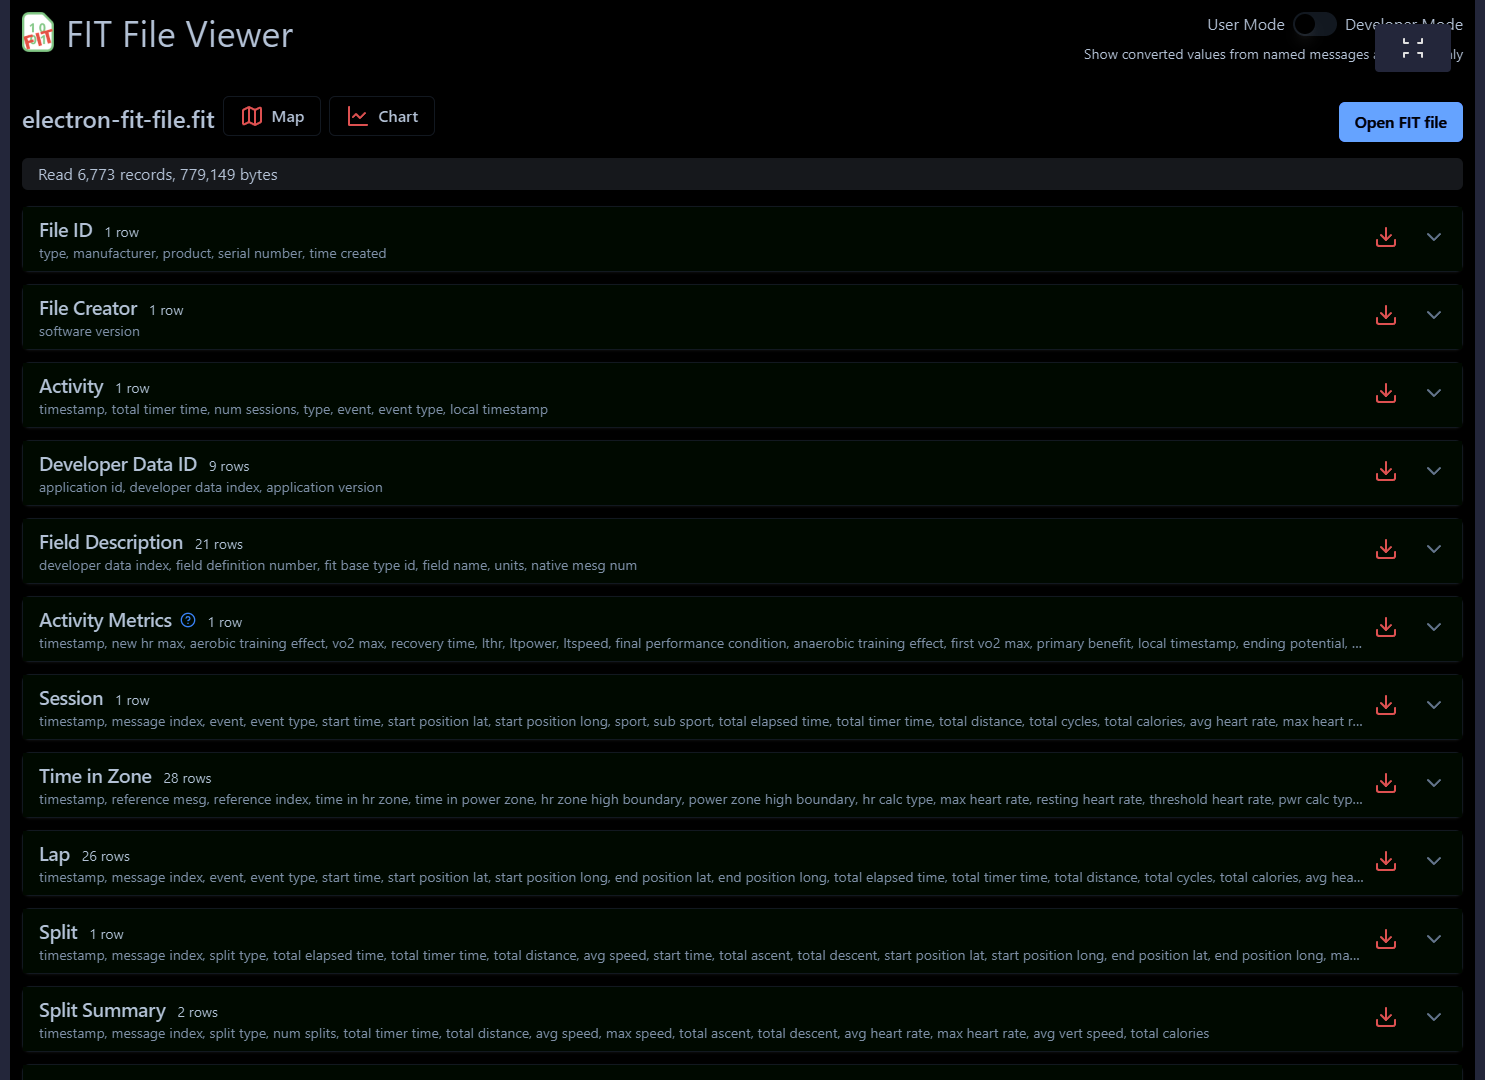 10
FIT
FIT File Viewer
User Mode
Developer Mode
Show converted values from named messages
electron-fit-file.fit
Map
Chart
Open FIT file
Read 6,773 records, 779,149 bytes
File ID 1 row
type, manufacturer, product, serial number, time created
File Creator 1 row
software version
Activity 1 row
timestamp, total timer time, num sessions, type, event, event type, local timestamp
Developer Data ID 9 rows
application id, developer data index, application version
Field Description 21 rows
developer data index, field definition number, fit base type id, field name, units, native mesg num
Activity Metrics ? 1 row
timestamp, new hr max, aerobic training effect, vo2 max, recovery time, lthr, ltpower, ltspeed, final performance condition, anaerobic training effect, first vo2 max, primary benefit, local timestamp, ending potential, ...
Session 1 row
timestamp, message index, event, event type, start time, start position lat, start position long, sport, sub sport, total elapsed time, total timer time, total distance, total cycles, total calories, avg heart rate, max heart r...
Time in Zone 28 rows
timestamp, reference mesg, reference index, time in hr zone, time in power zone, hr zone high boundary, power zone high boundary, hr calc type, max heart rate, resting heart rate, threshold heart rate, pwr calc typ...
Lap 26 rows
timestamp, message index, event, event type, start time, start position lat, start position long, end position lat, end position long, total elapsed time, total timer time, total distance, total cycles, total calories, avg hea...
Split 1 row
timestamp, message index, split type, total elapsed time, total timer time, total distance, avg speed, start time, total ascent, total descent, start position lat, start position long, end position lat, end position long, ma...
Split Summary 2 rows
timestamp, message index, split type, num splits, total timer time, total distance, avg speed, max speed, total ascent, total descent, avg heart rate, max heart rate, avg vert speed, total calories